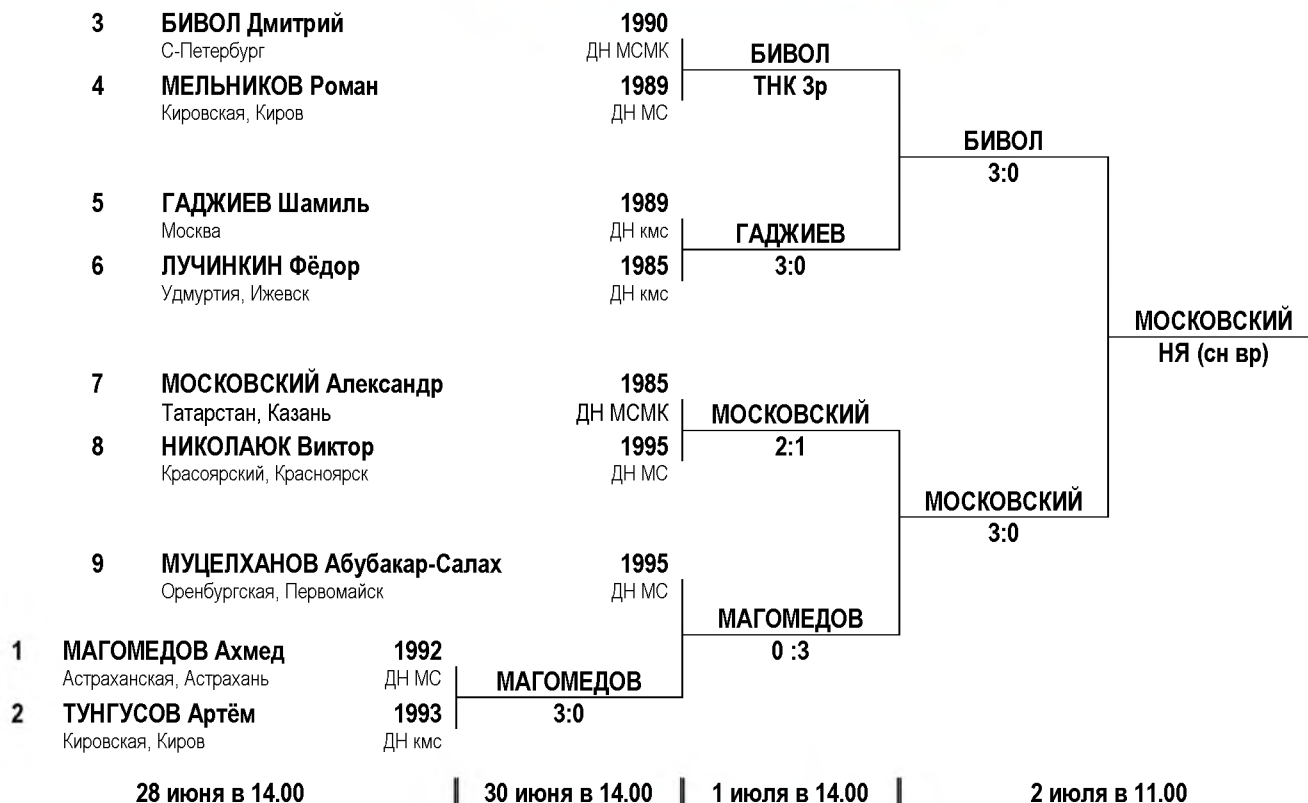 3 БИВОЛ Дмитрий 1990
С-Петербург ДН МСМК
БИВОЛ
4 МЕЛЬНИКОВ Роман 1989
ТНК 3р
Кировская, Киров ДН МС
БИВОЛ
3:0
5 ГАДЖИЕВ Шамиль 1989
Москва ДН кмс
ГАДЖИЕВ
6 ЛУЧИНКИН Фёдор 1985
3:0
Удмуртия, Ижевск ДН кмс
МОСКОВСКИЙ
НЯ (сн вр)
7 МОСКОВСКИЙ Александр 1985
Татарстан, Казань ДН МСМК
МОСКОВСКИЙ
8 НИКОЛАЮК Виктор 1995
2:1
Красоярский, Красноярск ДН МС
МОСКОВСКИЙ
3:0
9 МУЦЕЛХАНОВ Абубакар-Салах 1995
Оренбургская, Первомайск ДН МС
МАГОМЕДОВ
0 :3
1 МАГОМЕДОВ Ахмед 1992
Астраханская, Астрахань ДН МС
МАГОМЕДОВ
2 ТУНГУСОВ Артём 1993
3:0
Кировская, Киров ДН кмс
28 июня в 14.00 30 июня в 14.00 1 июля в 14.00 2 июля в 11.00